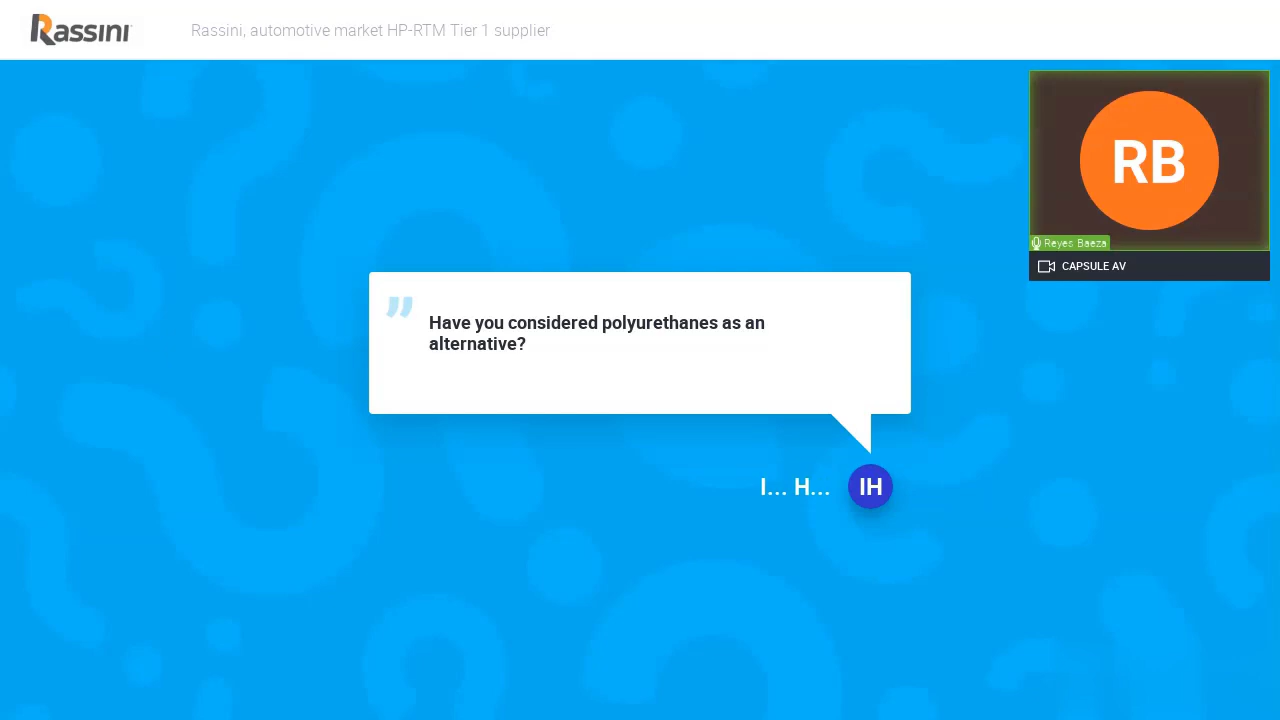 Rassini
Rassini, automotive market HP-RTM Tier 1 supplier
RB
Reyes Baeza
CAPSULE AV
” Have you considered polyurethanes as an
alternative?
I... H... IH